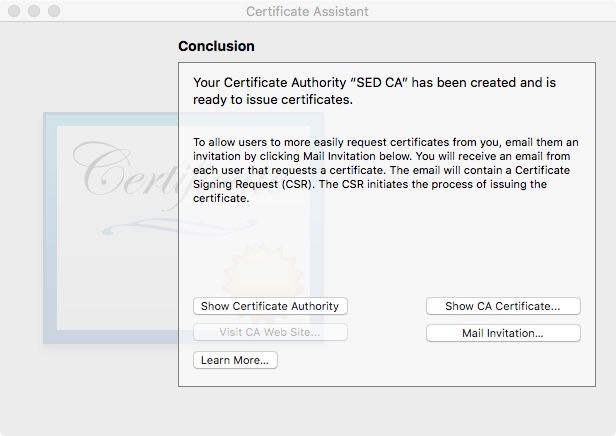 Certificate Assistant
Conclusion
Your Certificate Authority “SED CA” has been created and is
ready to issue certificates.
To allow users to more easily request certificates from you, email them an
invitation by clicking Mail Invitation below. You will receive an email from
each user that requests a certificate. The email will contain a Certificate
Signing Request (CSR). The CSR initiates the process of issuing the
certificate.
Show Certificate Authority
Show CA Certificate...
Visit CA Web Site...
Mail Invitation...
Learn More...